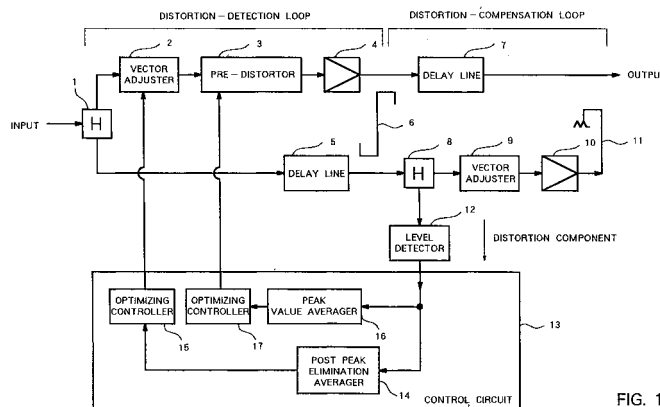 DISTORTION-DETECTION LOOP
DISTORTION-COMPENSATION LOOP
2
3
4
7
VECTOR
ADJUSTER
PRE-DISTORTOR
DELAY LINE
OUTPUT
1
H
INPUT
6
5
DELAY LINE
8
H
9
VECTOR
ADJUSTER
10
11
12
LEVEL
DETECTOR
DISTORTION COMPONENT
OPTIMIZING
CONTROLLER
15
OPTIMIZING
CONTROLLER
17
PEAK
VALUE AVERAGER
16
13
POST PEAK
ELIMINATION
AVERAGER
14
CONTROL CIRCUIT
FIG. 1